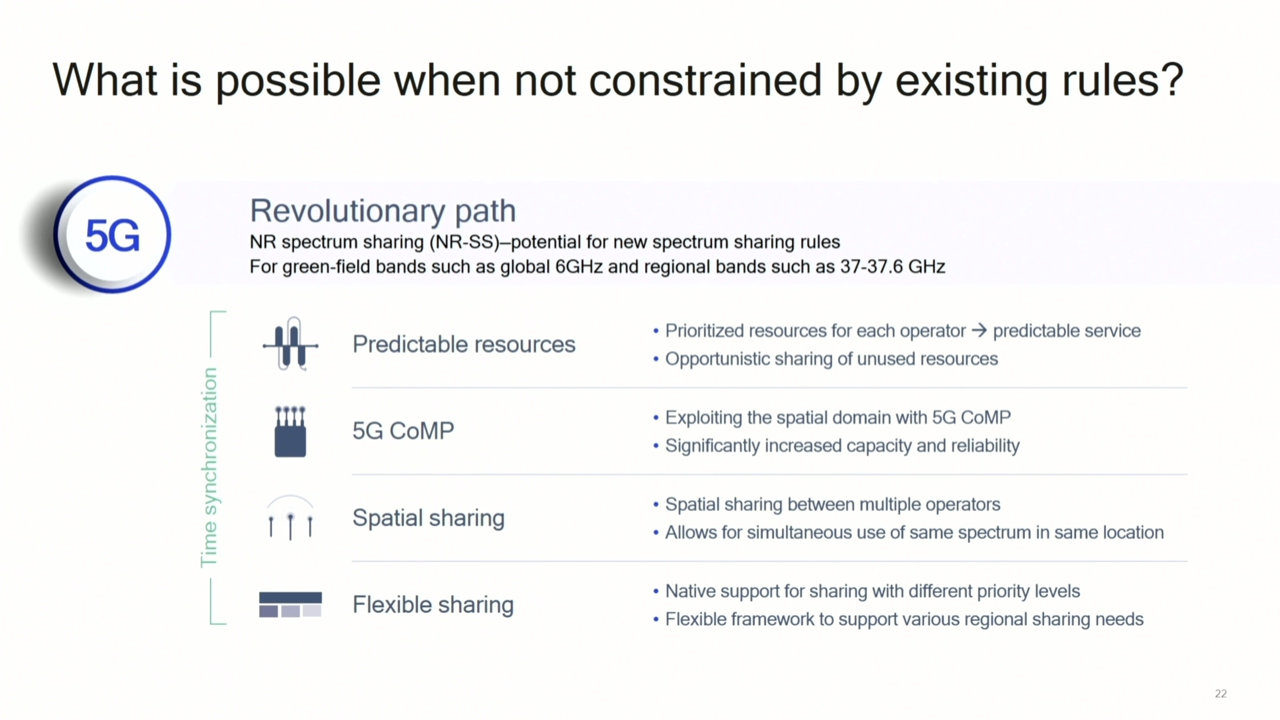 What is possible when not constrained by existing rules?
5G
Revolutionary path
NR spectrum sharing (NR-SS)–potential for new spectrum sharing rules
For green-field bands such as global 6GHz and regional bands such as 37-37.6 GHz
Time synchronization
Predictable resources
• Prioritized resources for each operator → predictable service
• Opportunistic sharing of unused resources
5G CoMP
• Exploiting the spatial domain with 5G CoMP
• Significantly increased capacity and reliability
Spatial sharing
• Spatial sharing between multiple operators
• Allows for simultaneous use of same spectrum in same location
Flexible sharing
• Native support for sharing with different priority levels
• Flexible framework to support various regional sharing needs
22